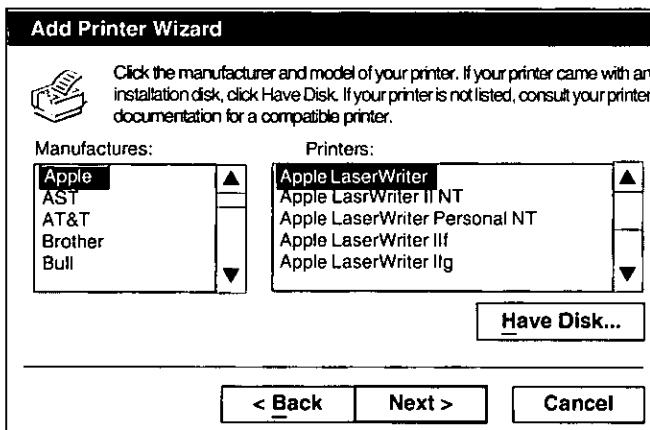 Add Printer Wizard
Click the manufacturer and model of your printer. If your printer came with an
installation disk, click Have Disk. If your printer is not listed, consult your printer
documentation for a compatible printer.
Manufactures:
Printers:
Apple
AST
AT&T
Brother
Bull
Apple LaserWriter
Apple LasrWriter II NT
Apple LaserWriter Personal NT
Apple LaserWriter IIf
Apple LaserWriter IIg
Have Disk...
< Back
Next >
Cancel